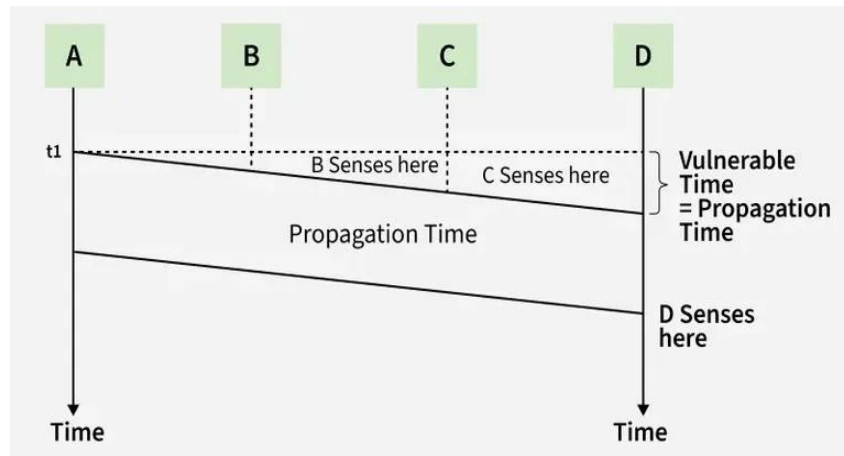 A
B
C
D
t1
B Senses here
C Senses here
Vulnerable
Time
= Propagation
Time
Propagation Time
D Senses
here
Time
Time